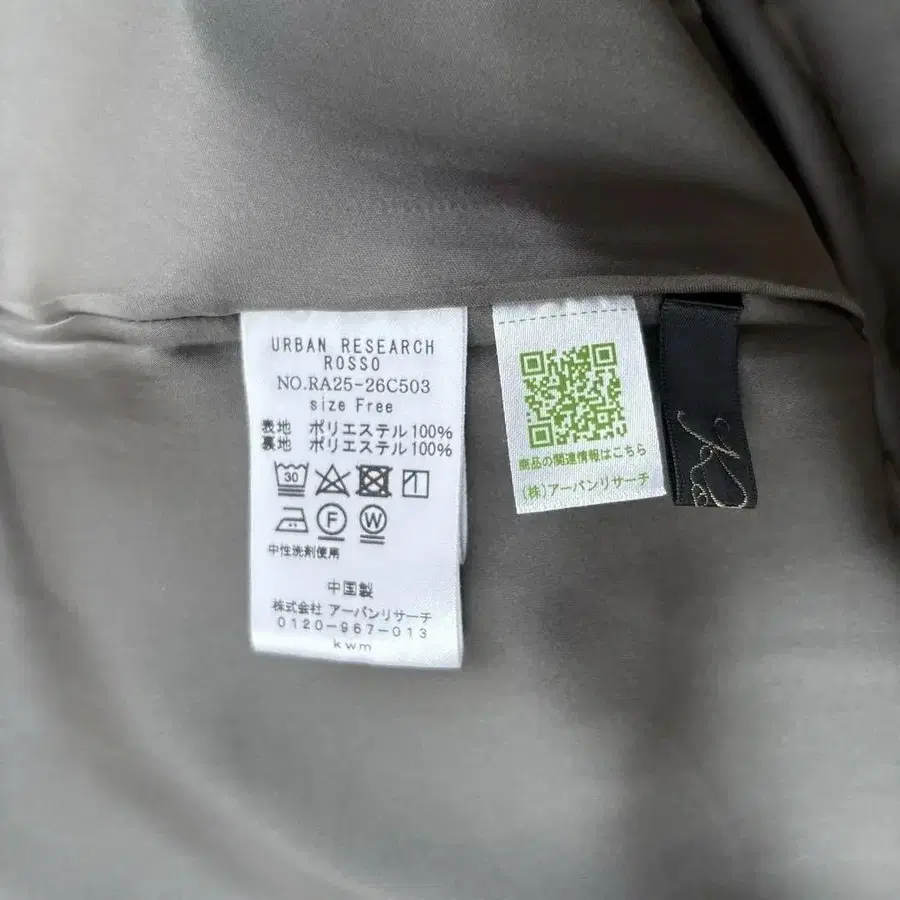 URBAN RESEARCH
ROSSO
NO.RA25-26C503
size Free
表地 ポリエステル100%
裏地 ポリエステル100%
30
F
W
中性洗剤使用
中国製
株式会社 アーバンリサーチ
0120-967-013
kwm
商品の関連情報はこちら
(株)アーバンリサーチ